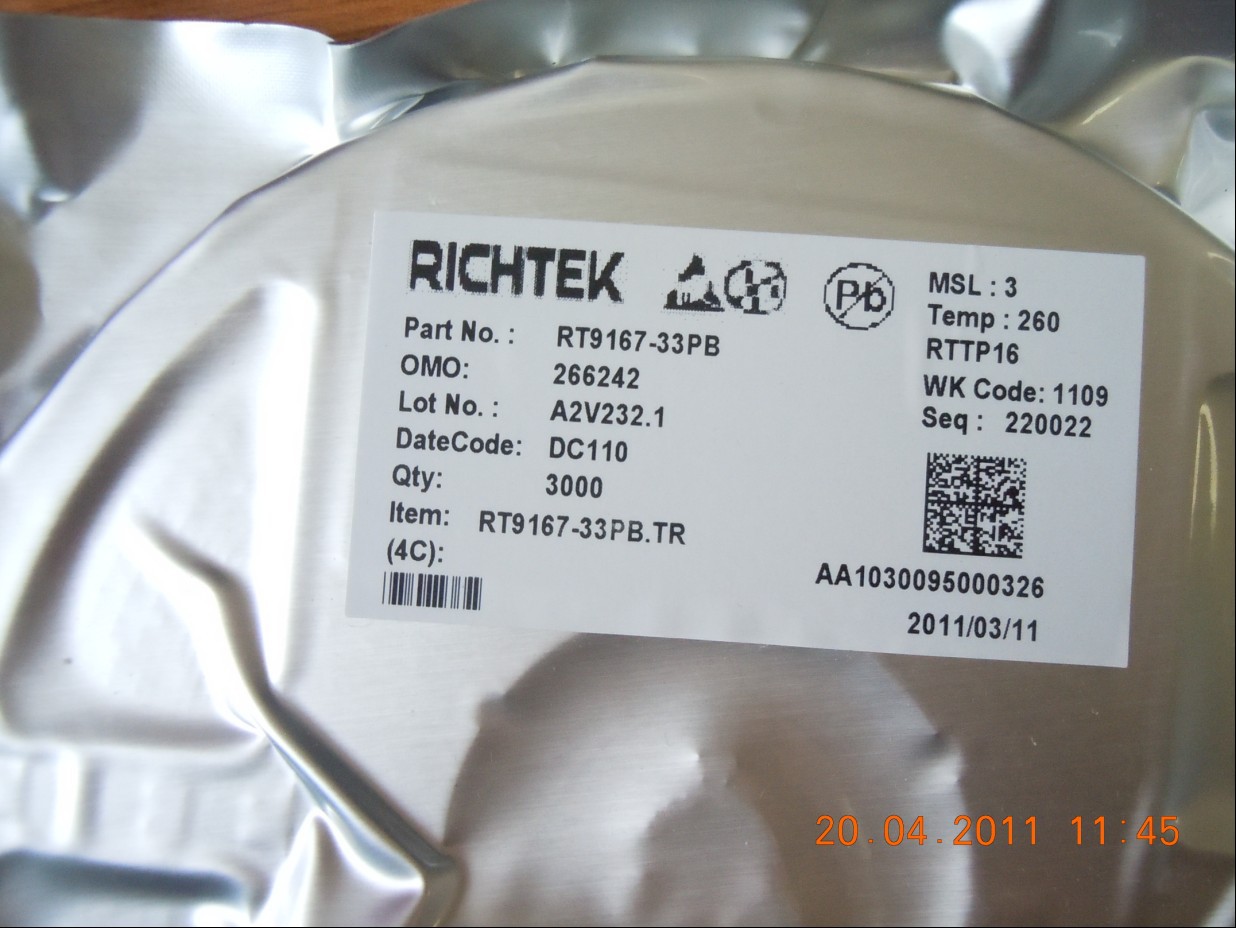 RICHTEK
Pb
MSL : 3
Temp : 260
RTTP16
WK Code: 1109
Seq : 220022
Part No. : RT9167-33PB
OMO: 266242
Lot No. : A2V232.1
DateCode: DC110
Qty: 3000
Item: RT9167-33PB.TR
(4C):
AA1030095000326
2011/03/11
20.04.2011 11:45